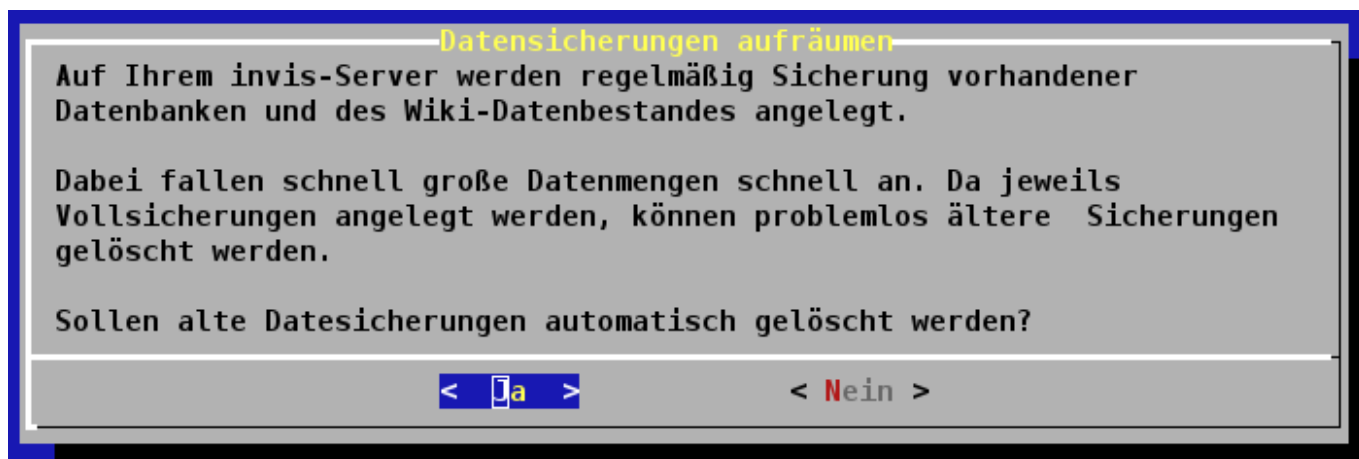 Datensicherungen aufräumen
Auf Ihrem invis-Server werden regelmäßig Sicherung vorhandener
Datenbanken und des Wiki-Datenbestandes angelegt.
Dabei fallen schnell große Datenmengen schnell an. Da jeweils
Vollsicherungen angelegt werden, können problemlos ältere  Sicherungen
gelöscht werden.
Sollen alte Datesicherungen automatisch gelöscht werden?
<  Ja  > < Nein >